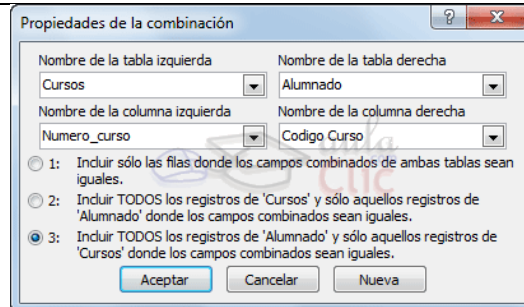 Propiedades de la combinación
Nombre de la tabla izquierda
Nombre de la tabla derecha
Cursos
Alumnado
Nombre de la columna izquierda
Nombre de la columna derecha
Numero_curso
Codigo Curso
aula
Clic
1: Incluir sólo las filas donde los campos combinados de ambas tablas sean
iguales.
2: Incluir TODOS los registros de 'Cursos' y sólo aquellos registros de
'Alumnado' donde los campos combinados sean iguales.
3: Incluir TODOS los registros de 'Alumnado' y sólo aquellos registros de
'Cursos' donde los campos combinados sean iguales.
Aceptar
Cancelar
Nueva